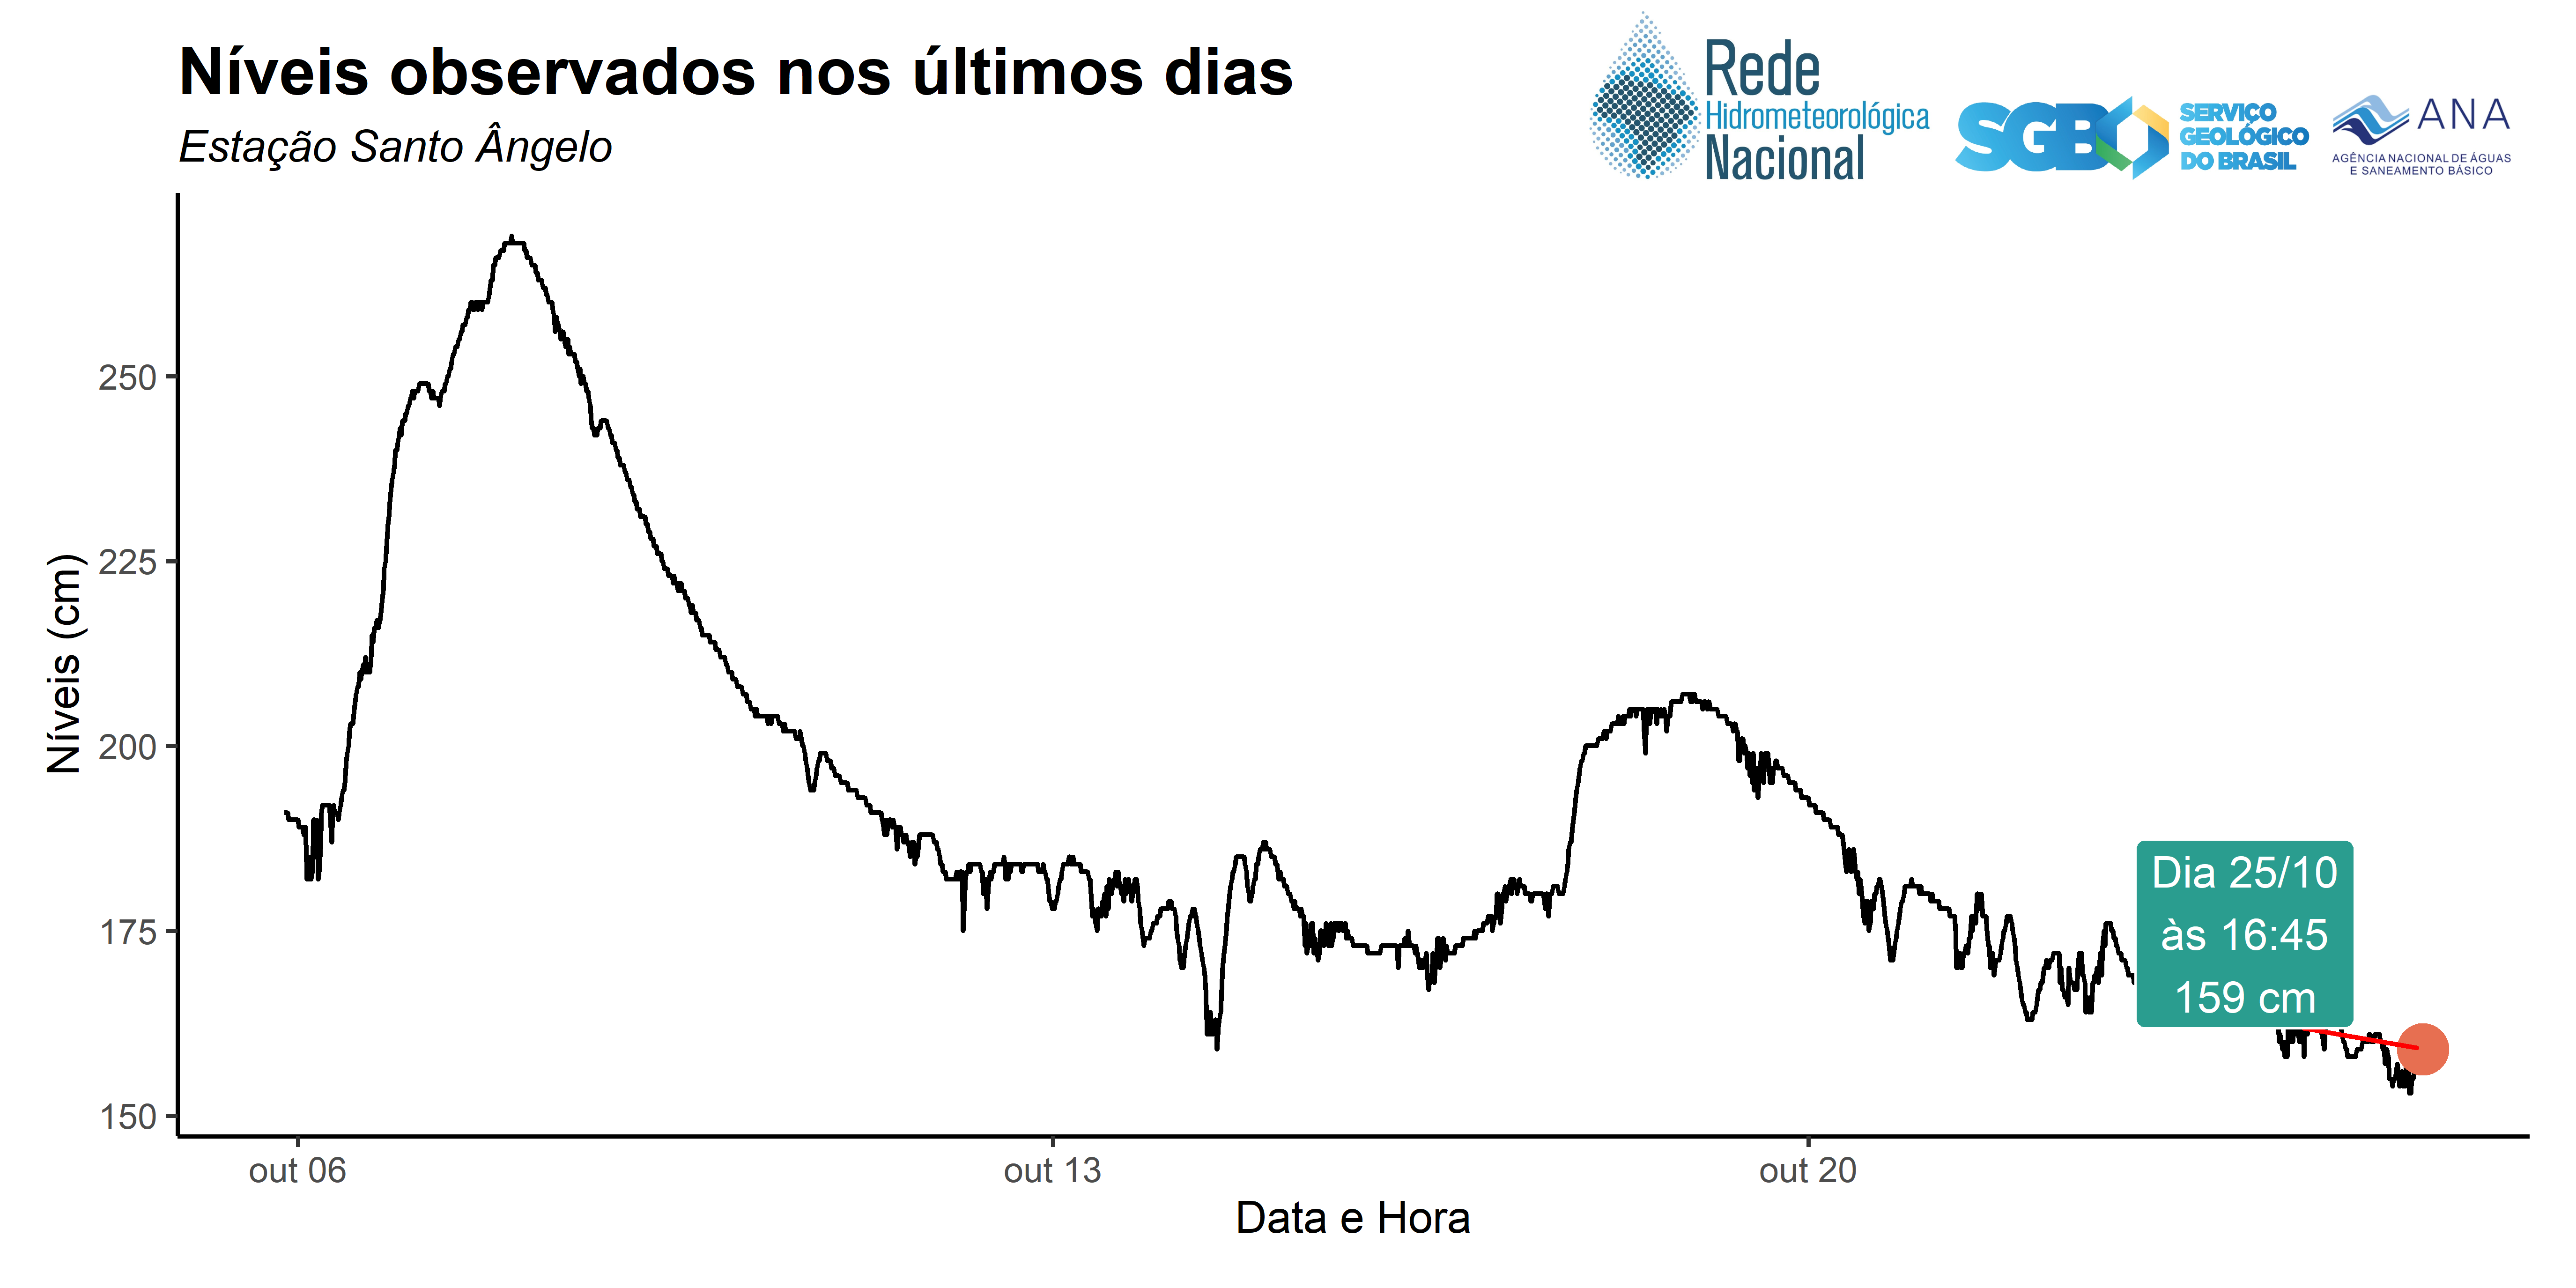 Níveis observados nos últimos dias
Estação Santo Ângelo
Rede
Hidrometeorológica
Nacional
SGB
SERVIÇO
GEOLÓGICO
DO BRASIL
ANA
AGÊNCIA NACIONAL DE ÁGUAS
E SANEAMENTO BÁSICO
Níveis (cm)
250
225
200
175
150
Dia 25/10
às 16:45
159 cm
out 06
out 13
out 20
Data e Hora